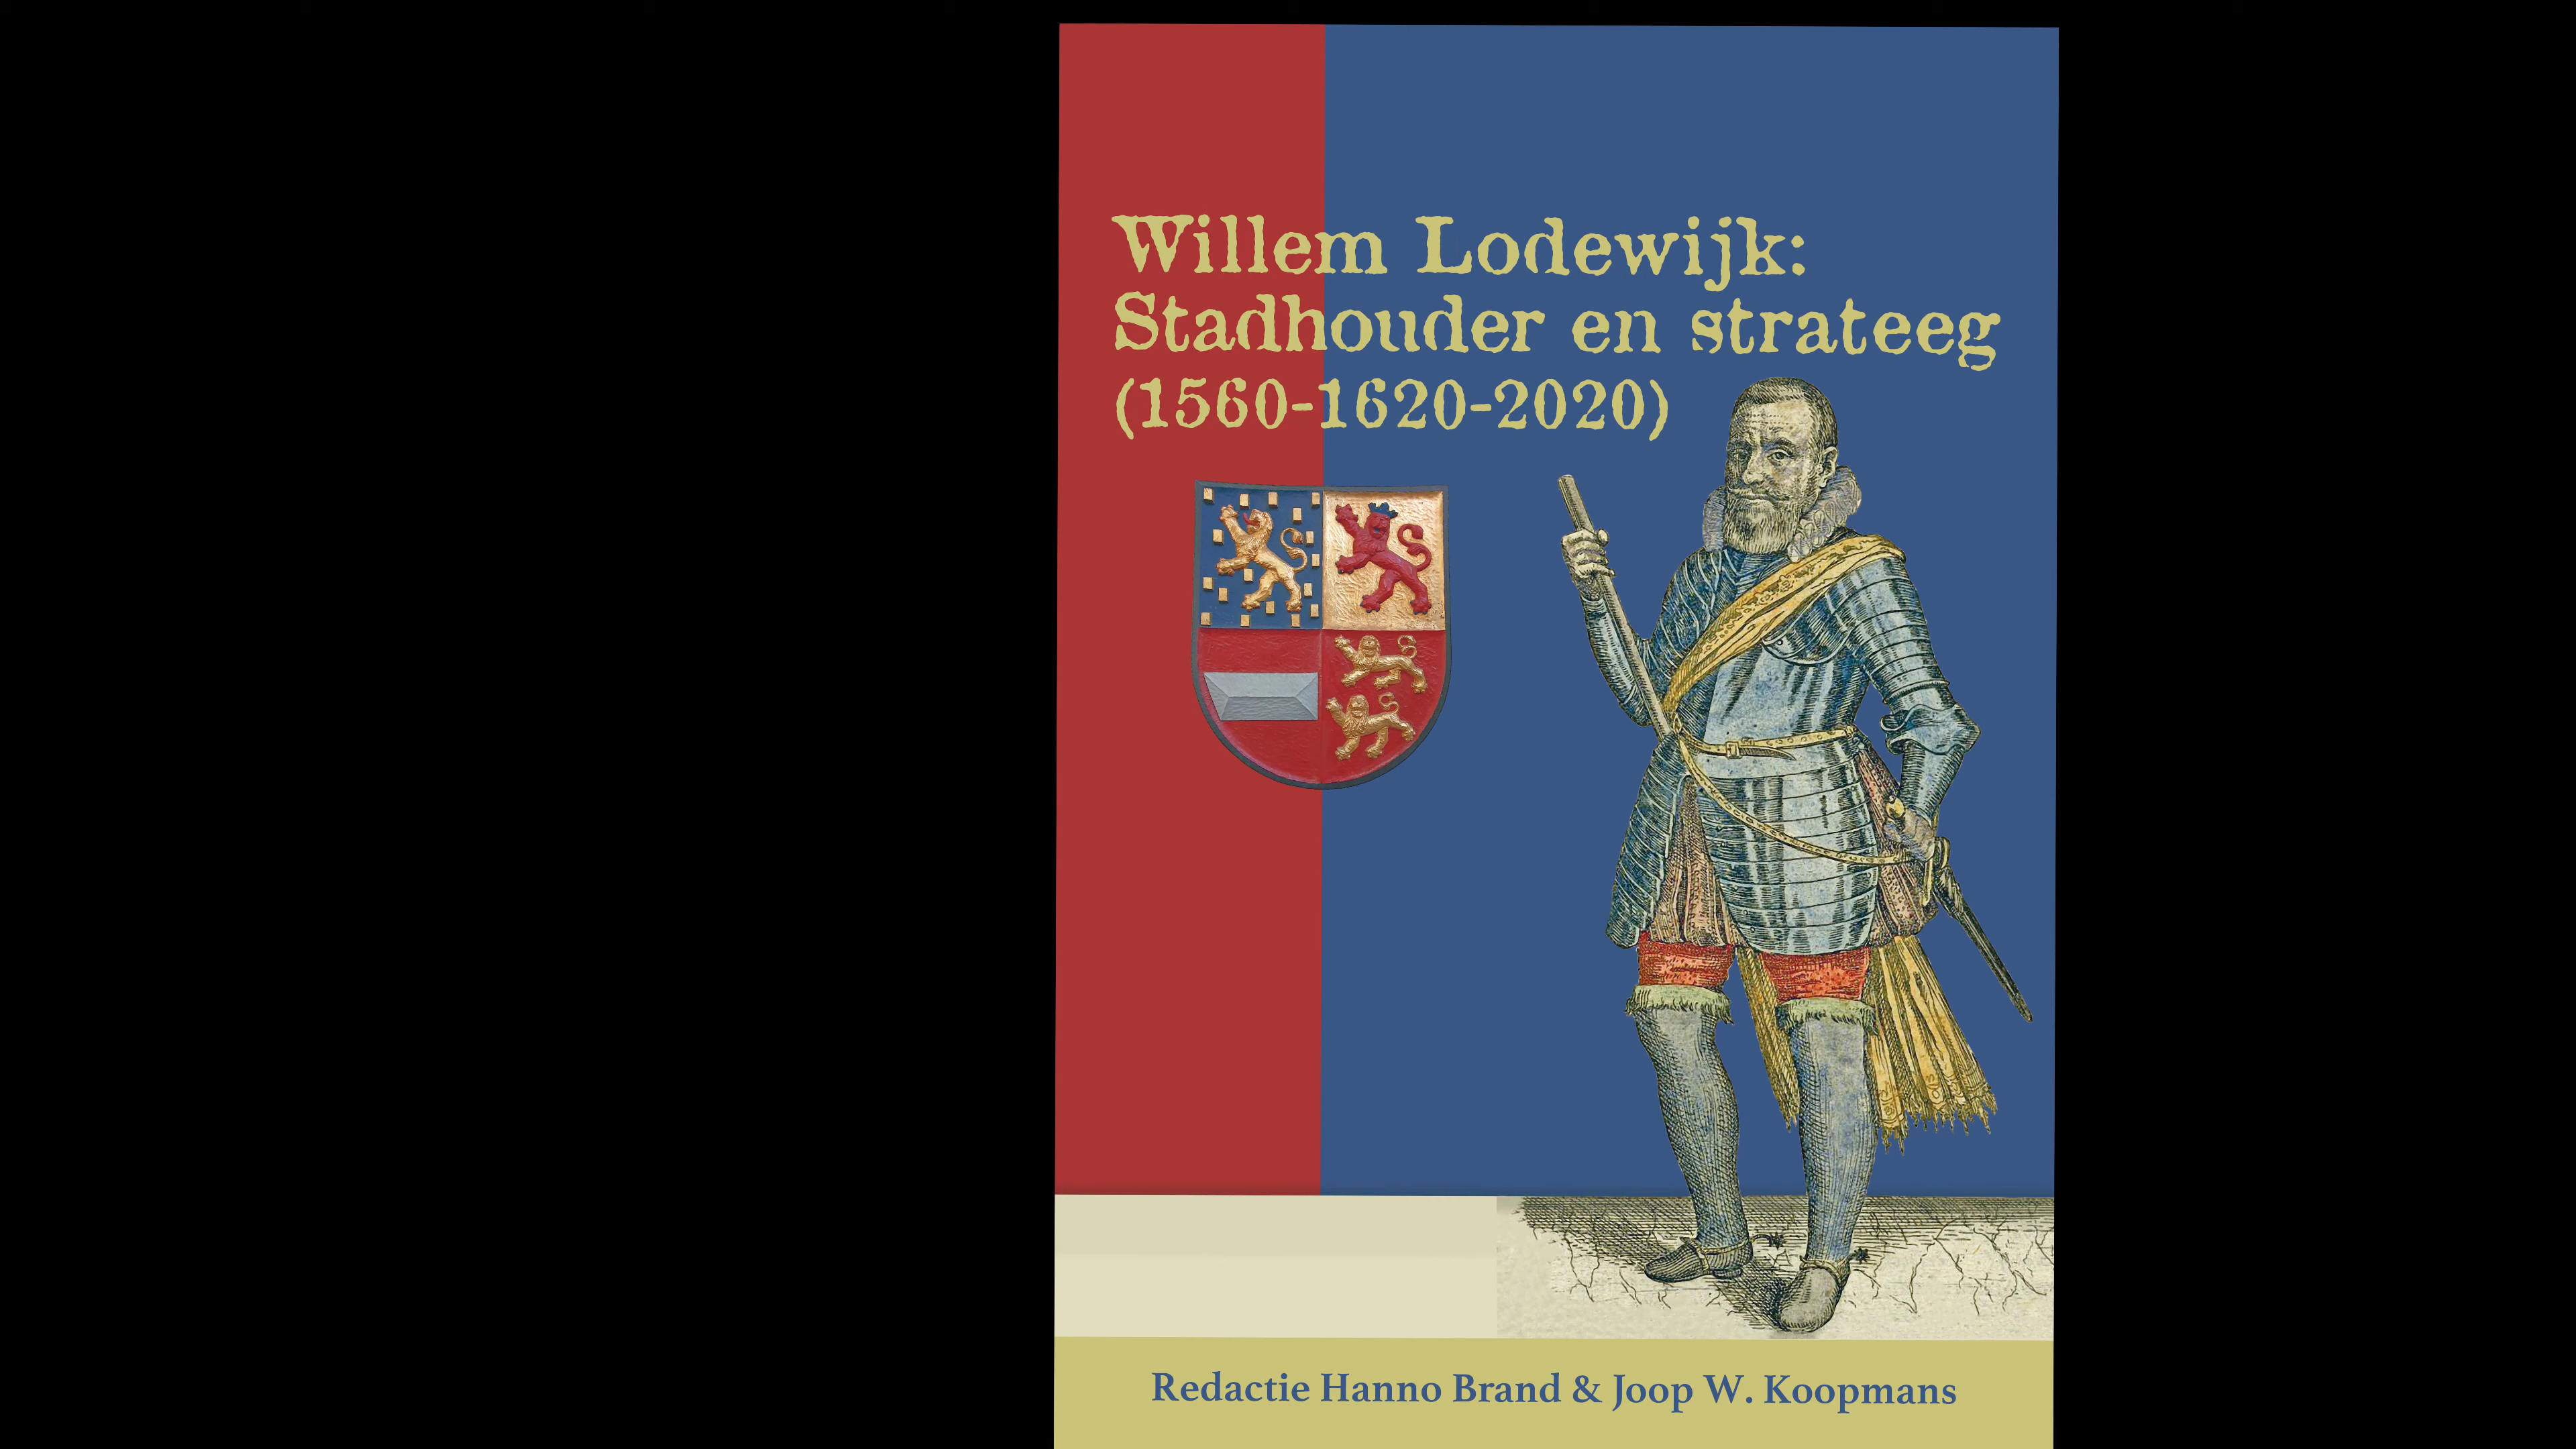 Willem Lodewijk:
Stadhouder en strateeg
(1560-1620-2020)
Redactie Hanno Brand & Joop W. Koopmans